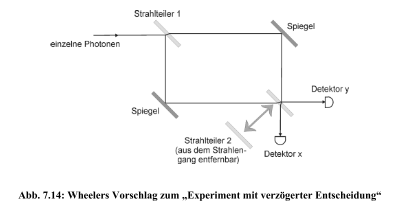 Strahlteiler 1
Spiegel
einzelne Photonen
Detektor y
Spiegel
Strahlteiler 2
(aus dem Strahlen-
gang entfernbar)
Detektor x
Abb. 7.14: Wheelers Vorschlag zum „Experiment mit verzögerter Entscheidung“